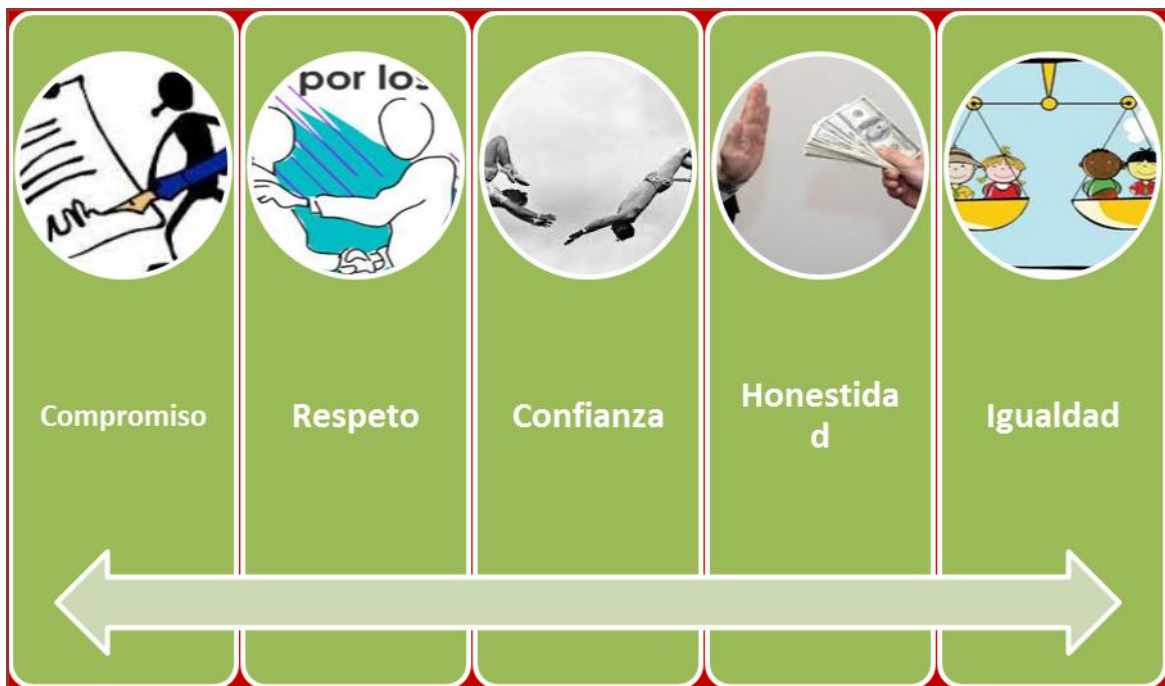 por los
Compromiso
Respeto
Confianza
Honestida
d
Igualdad